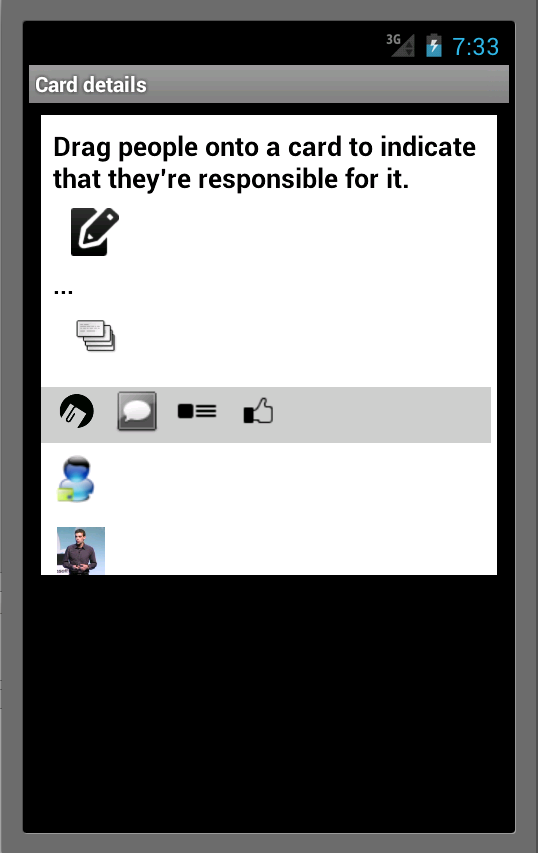 3G
7:33
Card details
Drag people onto a card to indicate
that they're responsible for it.
...